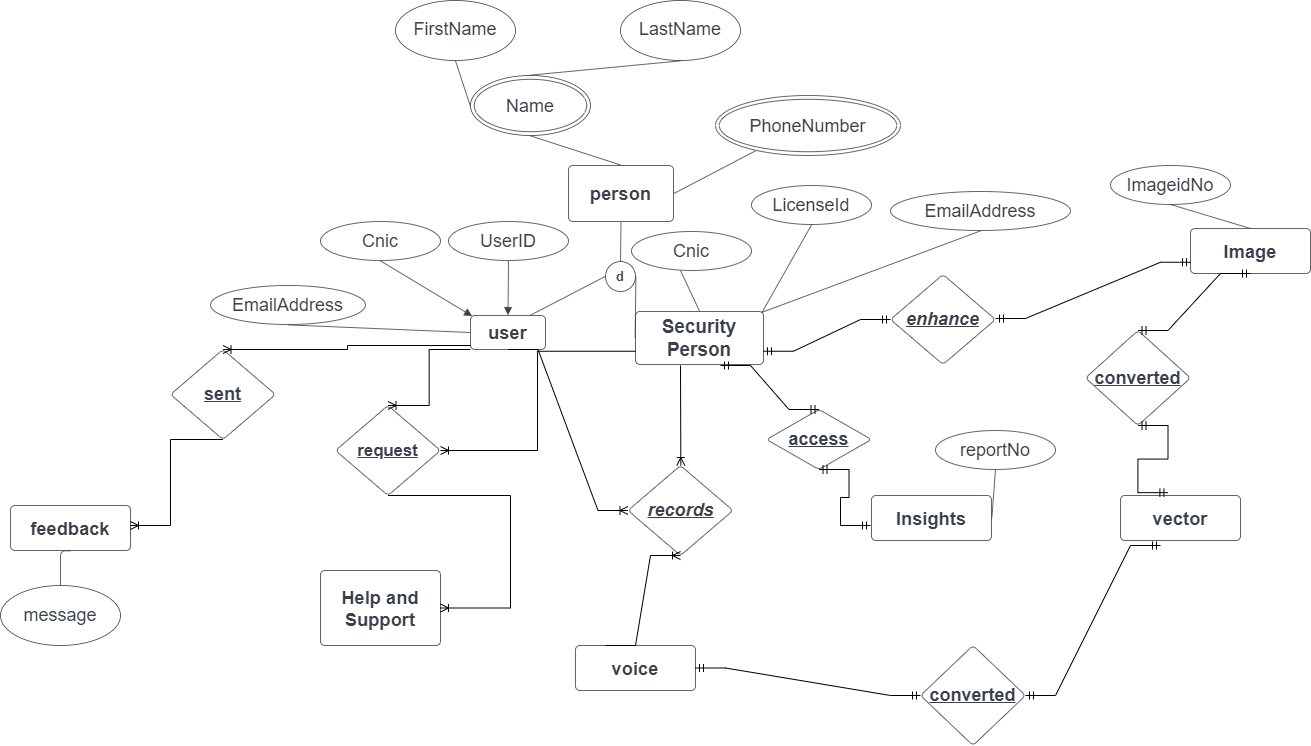 FirstName
LastName
Name
PhoneNumber
person
ImageidNo
LicenseId
EmailAddress
Cnic
UserID
Cnic
Image
d
EmailAddress
user
Security
Person
enhance
converted
sent
request
access
reportNo
records
Insights
vector
feedback
Help and
Support
message
voice
converted